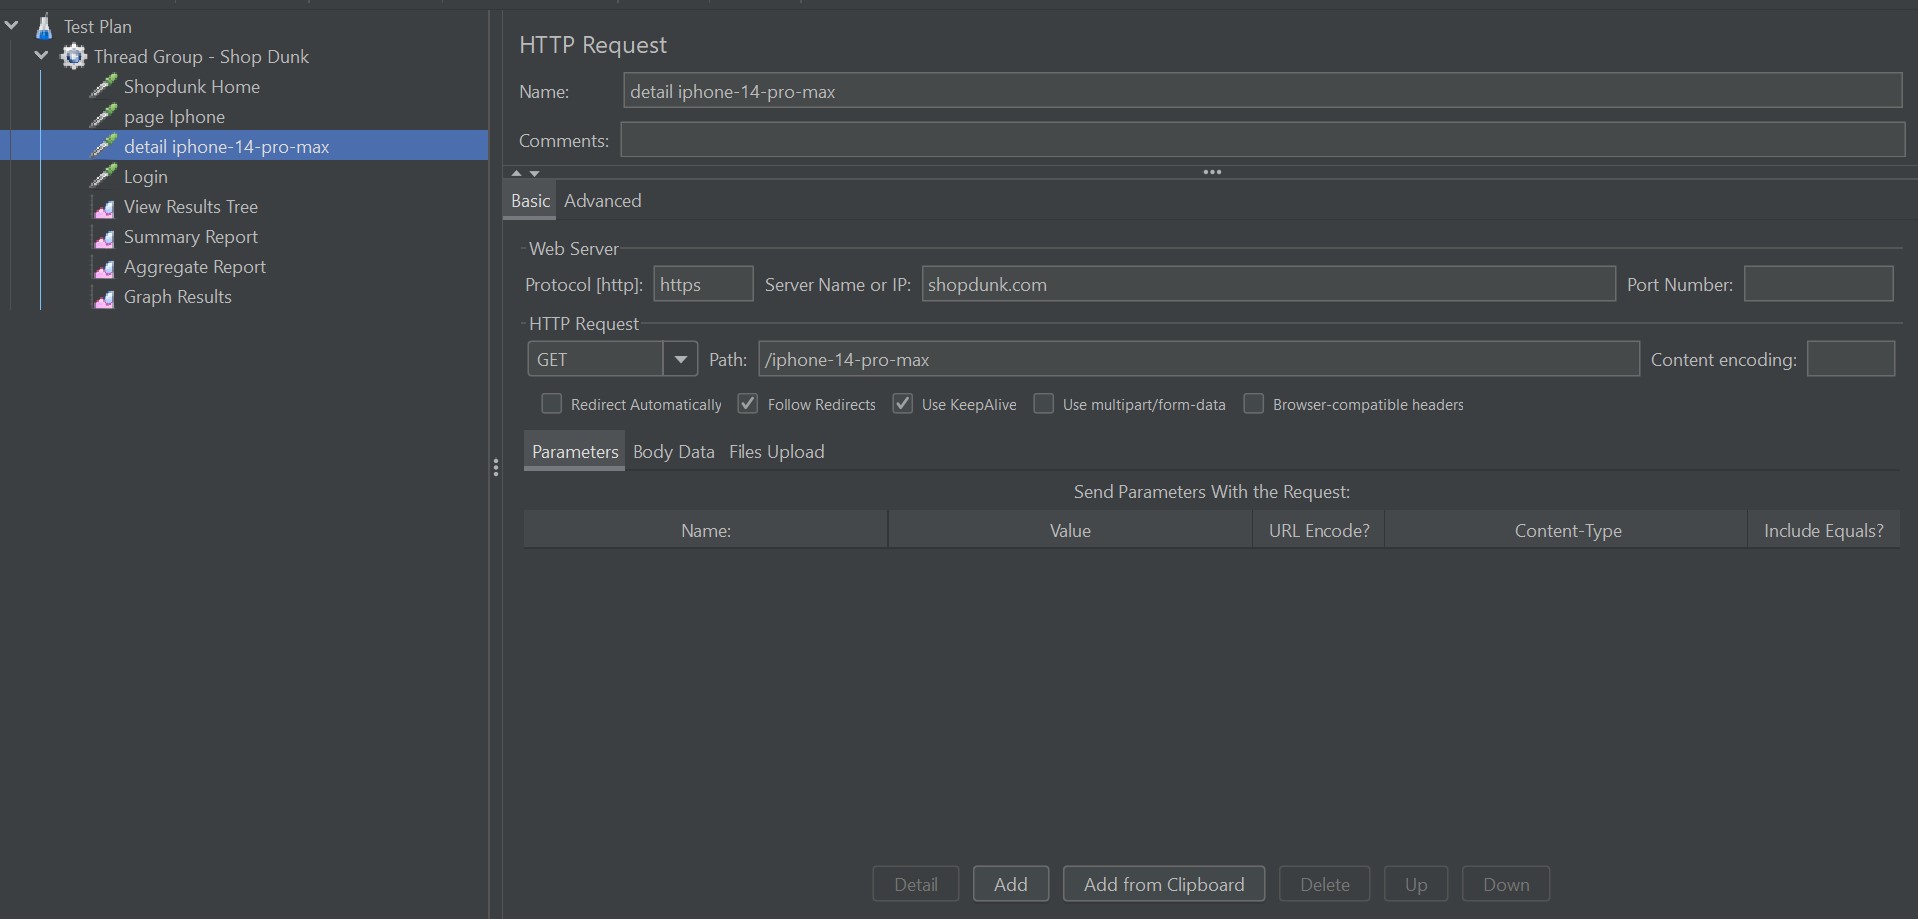 Test Plan
Thread Group - Shop Dunk
Shopdunk Home
page Iphone
detail iphone-14-pro-max
Login
View Results Tree
Summary Report
Aggregate Report
Graph Results
HTTP Request
Name: detail iphone-14-pro-max
Comments:
Basic Advanced
Web Server
Protocol [http]: https Server Name or IP: shopdunk.com Port Number:
HTTP Request
GET Path: /iphone-14-pro-max Content encoding:
Redirect Automatically Follow Redirects Use KeepAlive Use multipart/form-data Browser-compatible headers
Parameters Body Data Files Upload
Send Parameters With the Request:
Name: Value URL Encode? Content-Type Include Equals?
Detail Add Add from Clipboard Delete Up Down